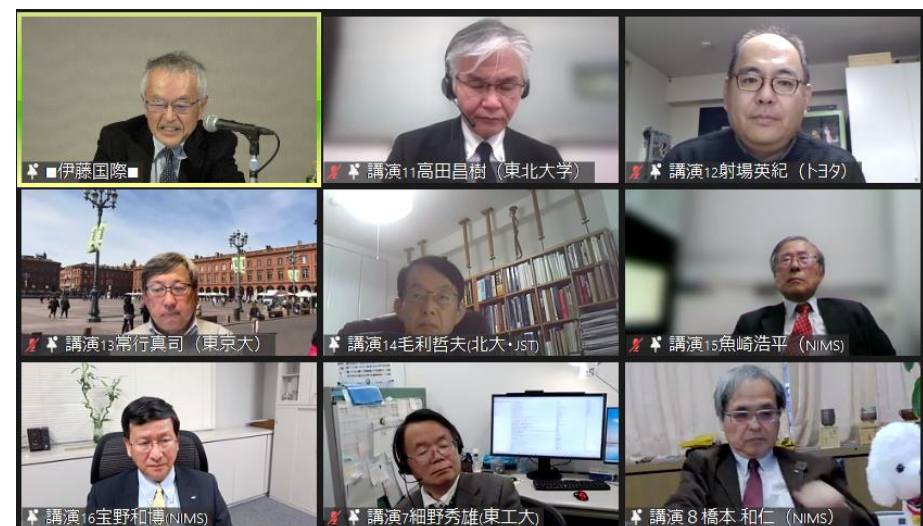 ■伊藤国際■
講演11高田昌樹（東北大学）
講演12射場英紀（トヨタ）
講演13常行真司（東京大）
講演14毛利哲夫(北大・JST)
講演15魚崎浩平（NIMS）
講演16宝野和博(NIMS)
講演7細野秀雄(東工大)
講演８橋本 和仁（NIMS）